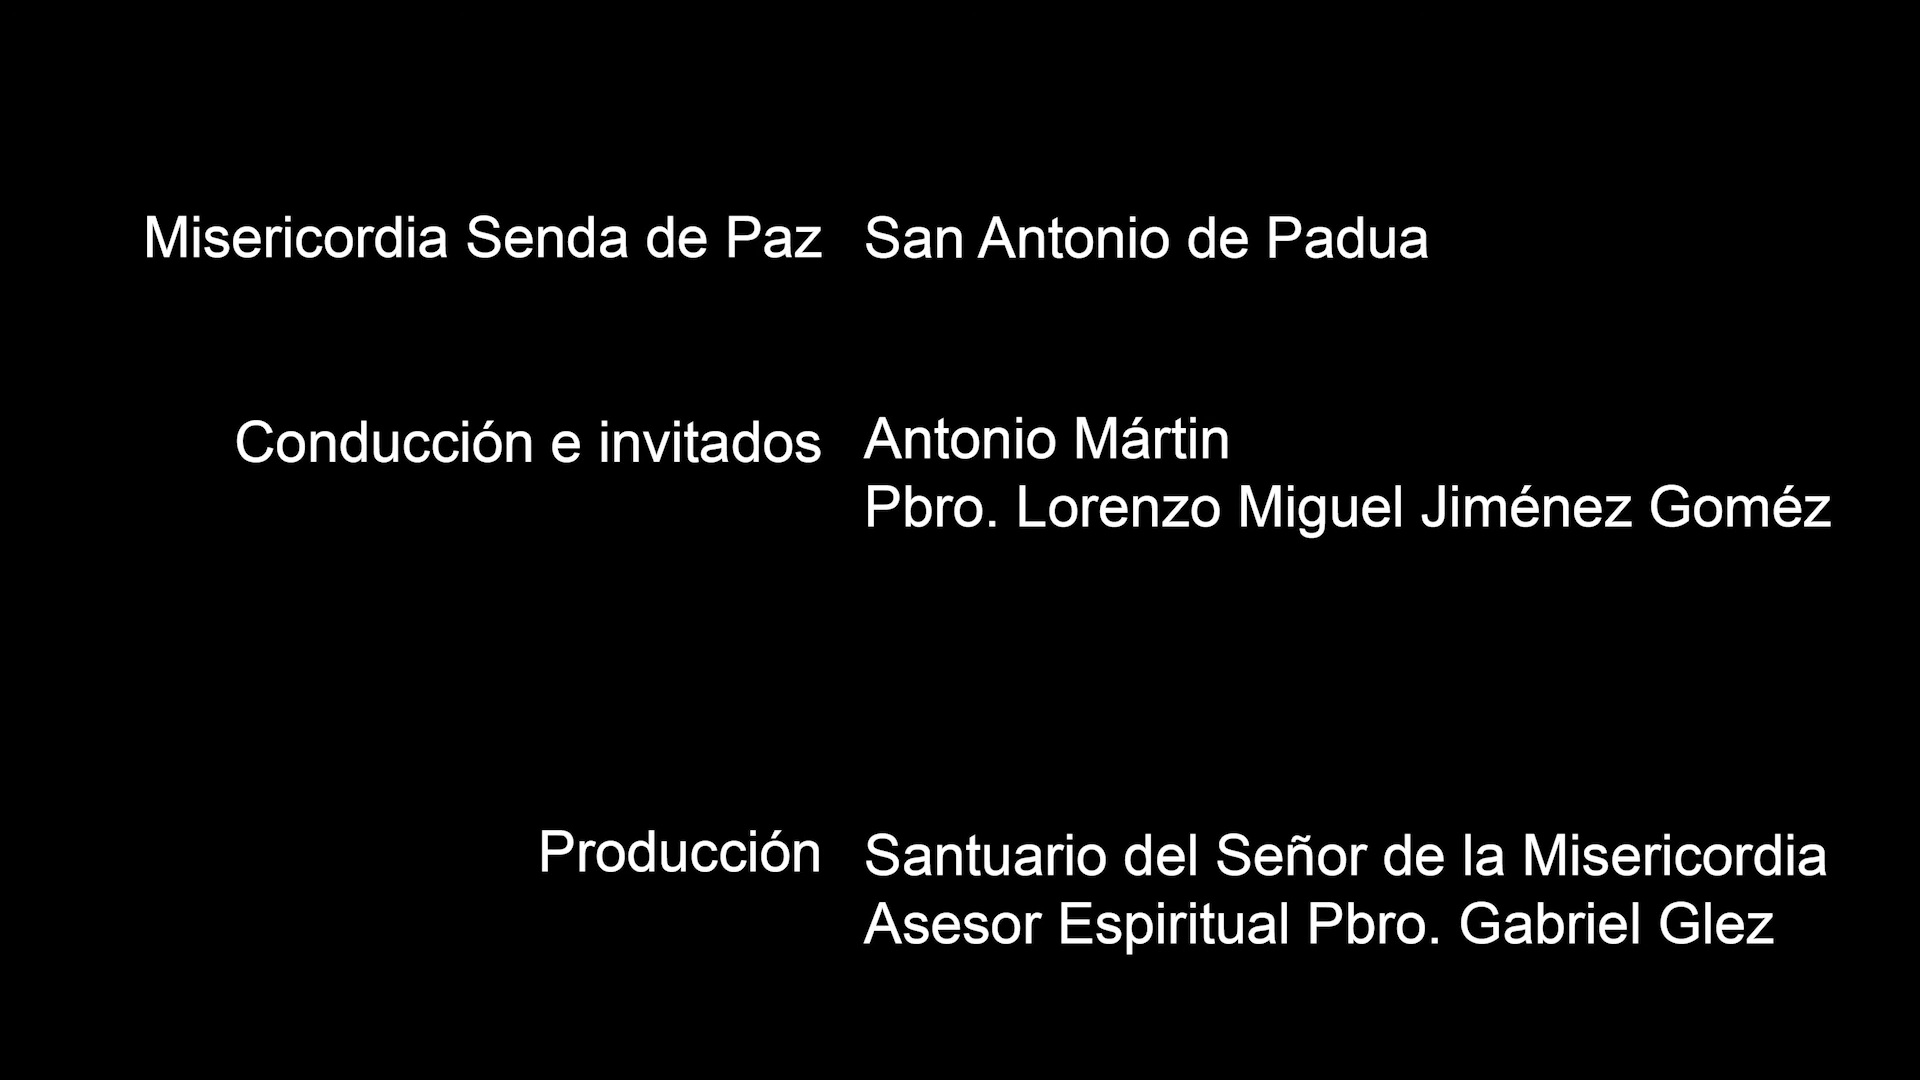 Misericordia Senda de Paz San Antonio de Padua
Conducción e invitados Antonio Mártin
Pbro. Lorenzo Miguel Jiménez Goméz
Producción Santuario del Señor de la Misericordia
Asesor Espiritual Pbro. Gabriel Glez